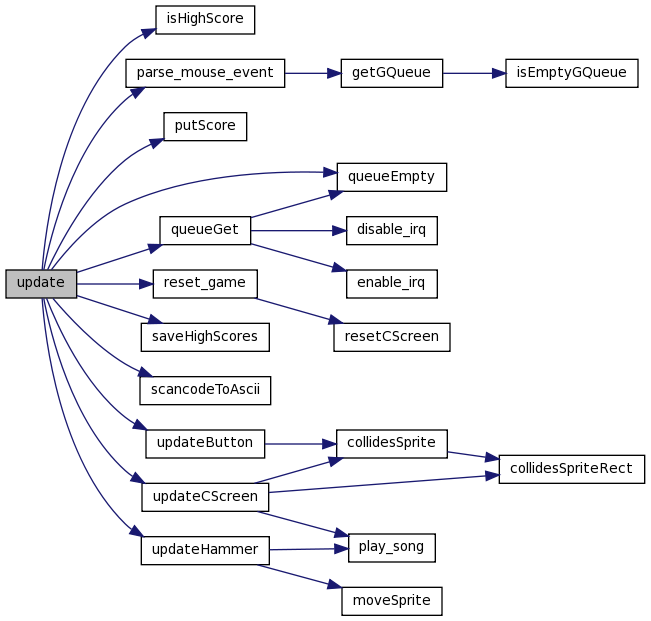 isHighScore
parse_mouse_event
getGQueue
isEmptyGQueue
putScore
queueEmpty
queueGet
disable_irq
update
reset_game
enable_irq
saveHighScores
resetCScreen
scancodeToAscii
updateButton
collidesSprite
collidesSpriteRect
updateCScreen
updateHammer
play_song
moveSprite